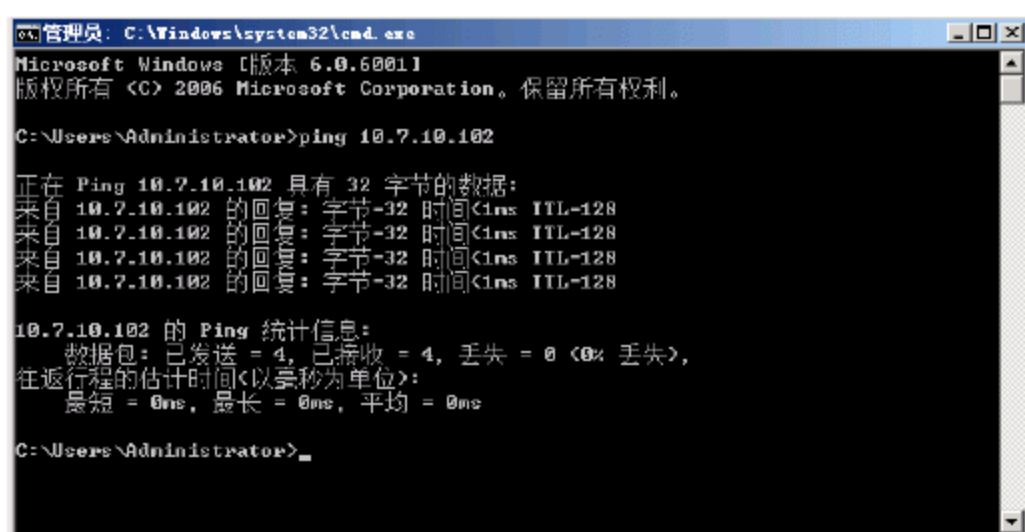 管理员: C:\Windows\system32\cmd.exe
Microsoft Windows [版本 6.0.6001]
版权所有 (C) 2006 Microsoft Corporation。保留所有权利。
C:\Users\Administrator>ping 10.7.10.102
正在 Ping 10.7.10.102 具有 32 字节的数据:
来自 10.7.10.102 的回复: 字节=32 时间<1ms TTL=128
来自 10.7.10.102 的回复: 字节=32 时间<1ms TTL=128
来自 10.7.10.102 的回复: 字节=32 时间<1ms TTL=128
来自 10.7.10.102 的回复: 字节=32 时间<1ms TTL=128
10.7.10.102 的 Ping 统计信息:
数据包: 已发送 = 4, 已接收 = 4, 丢失 = 0 (0% 丢失),
往返行程的估计时间(以毫秒为单位):
最短 = 0ms, 最长 = 0ms, 平均 = 0ms
C:\Users\Administrator>_